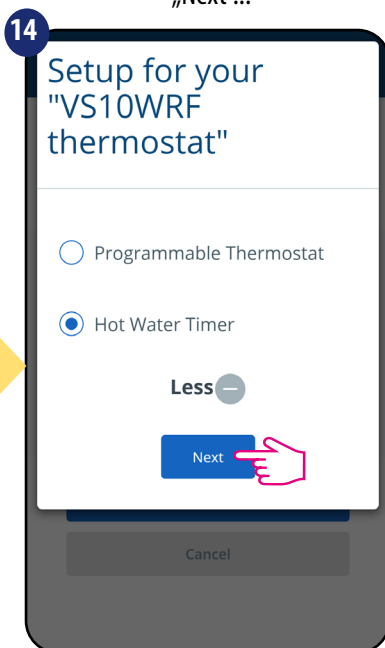 „Next"...
14
Setup for your
"VS10WRF
thermostat"
Programmable Thermostat
Hot Water Timer
Less
Next
Cancel